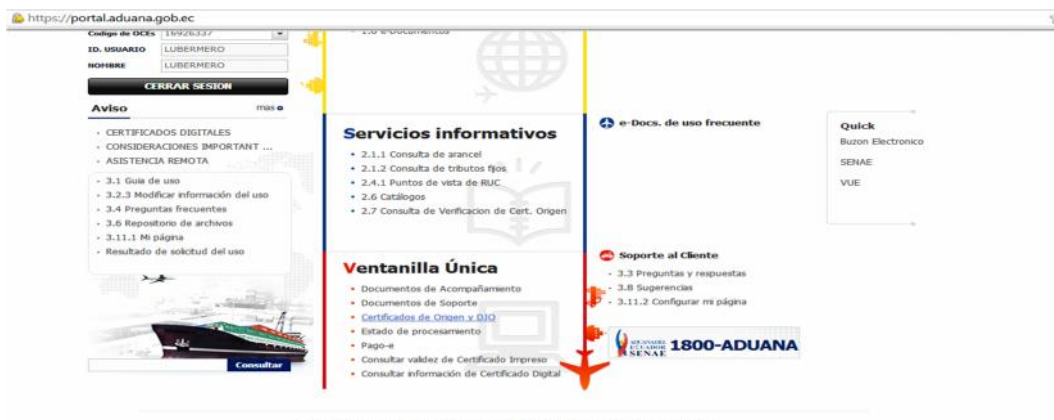 https://portal.aduana.gob.ec
Codigo de OCEs 16926337
ID. USUARIO LUBERMERO
NOMBRE LUBERMERO
CERRAR SESION
Aviso mas
CERTIFICADOS DIGITALES
CONSIDERACIONES IMPORTANT ...
ASISTENCIA REMOTA
3.1 Guia de uso
3.2.3 Modificar información del uso
3.4 Preguntas frecuentes
3.6 Repositorio de archivos
3.11.1 Mi página
Resultado de solicitud del uso
Consultar
1.6 e-Documentos
Servicios informativos
2.1.1 Consulta de arancel
2.1.2 Consulta de tributos fijos
2.4.1 Puntos de vista de RUC
2.6 Catálogos
2.7 Consulta de Verificacion de Cert. Origen
Ventanilla Única
Documentos de Acompañamiento
Documentos de Soporte
Certificados de Origen y DJO
Estado de procesamiento
Pago-e
Consultar validez de Certificado Impreso
Consultar información de Certificado Digital
e-Docs. de uso frecuente
Soporte al Cliente
3.3 Preguntas y respuestas
3.8 Sugerencias
3.11.2 Configurar mi página
ADUANA DEL
ECUADOR
SENAE 1800-ADUANA
Quick
Buzon Electronico
SENAE
VUE